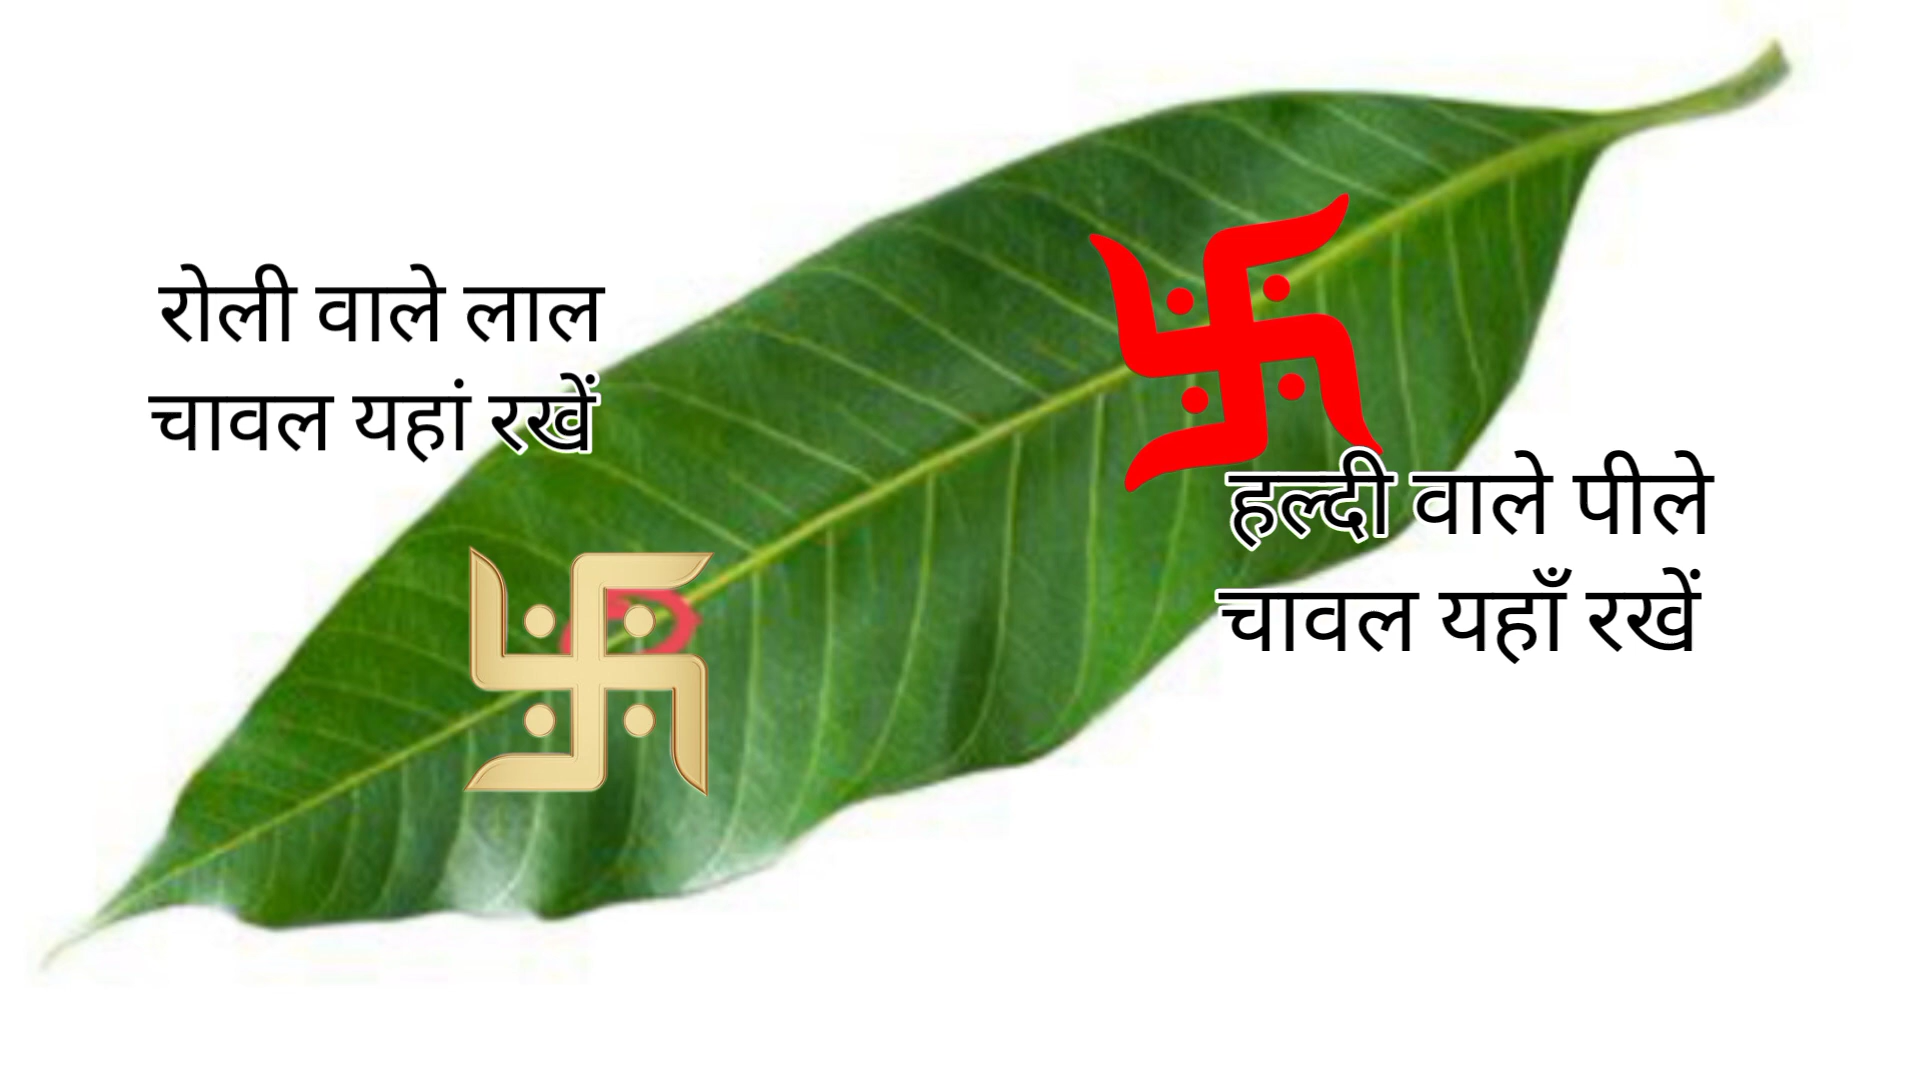 रोली वाले लाल
चावल यहां रखें
हल्दी वाले पीले
चावल यहाँ रखें